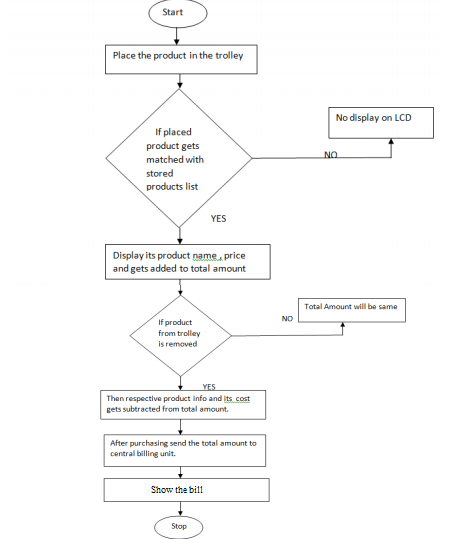 Start
Place the product in the trolley
If placed
product gets
matched with
stored
products list
No display on LCD
NO
YES
Display its product name , price
and gets added to total amount
If product
from trolley
is removed
Total Amount will be same
NO
YES
Then respective product info and its cost
gets subtracted from total amount.
After purchasing send the total amount to
central billing unit.
Show the bill
Stop